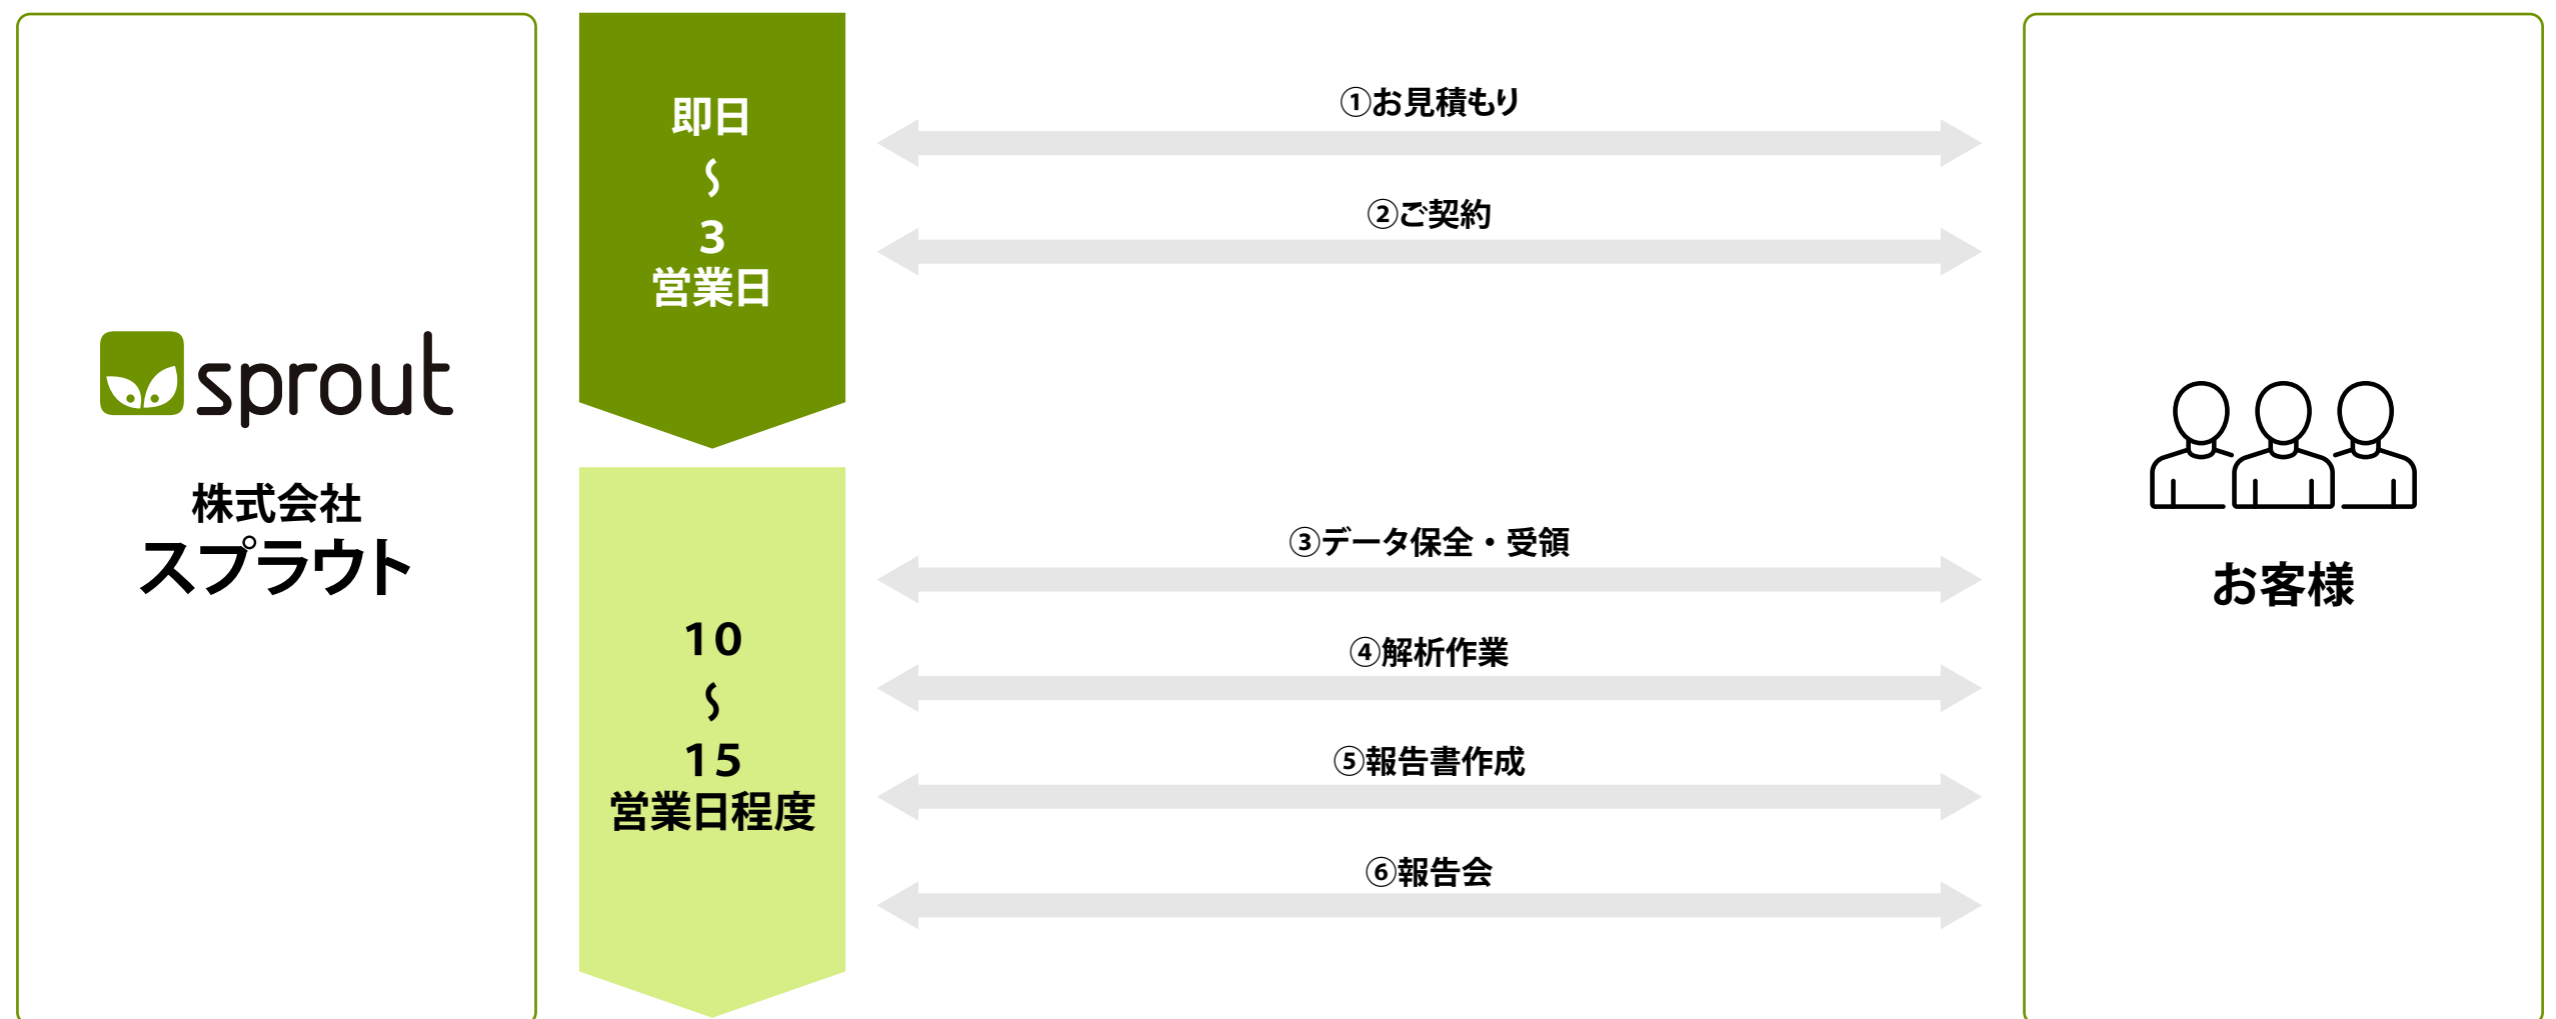 sprout
株式会社
スプラウト
即日
～
3
営業日
①お見積もり
②ご契約
10
～
15
営業日程度
③データ保全・受領
④解析作業
⑤報告書作成
⑥報告会
お客様